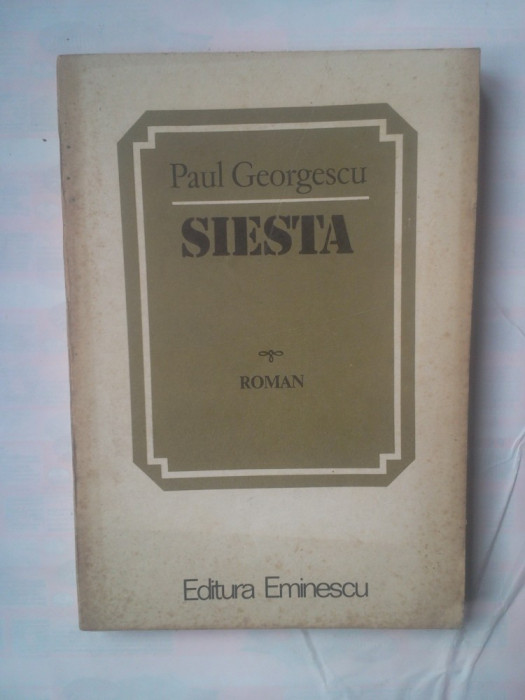 Paul Georgescu
SIESTA
ROMAN
Editura Eminescu